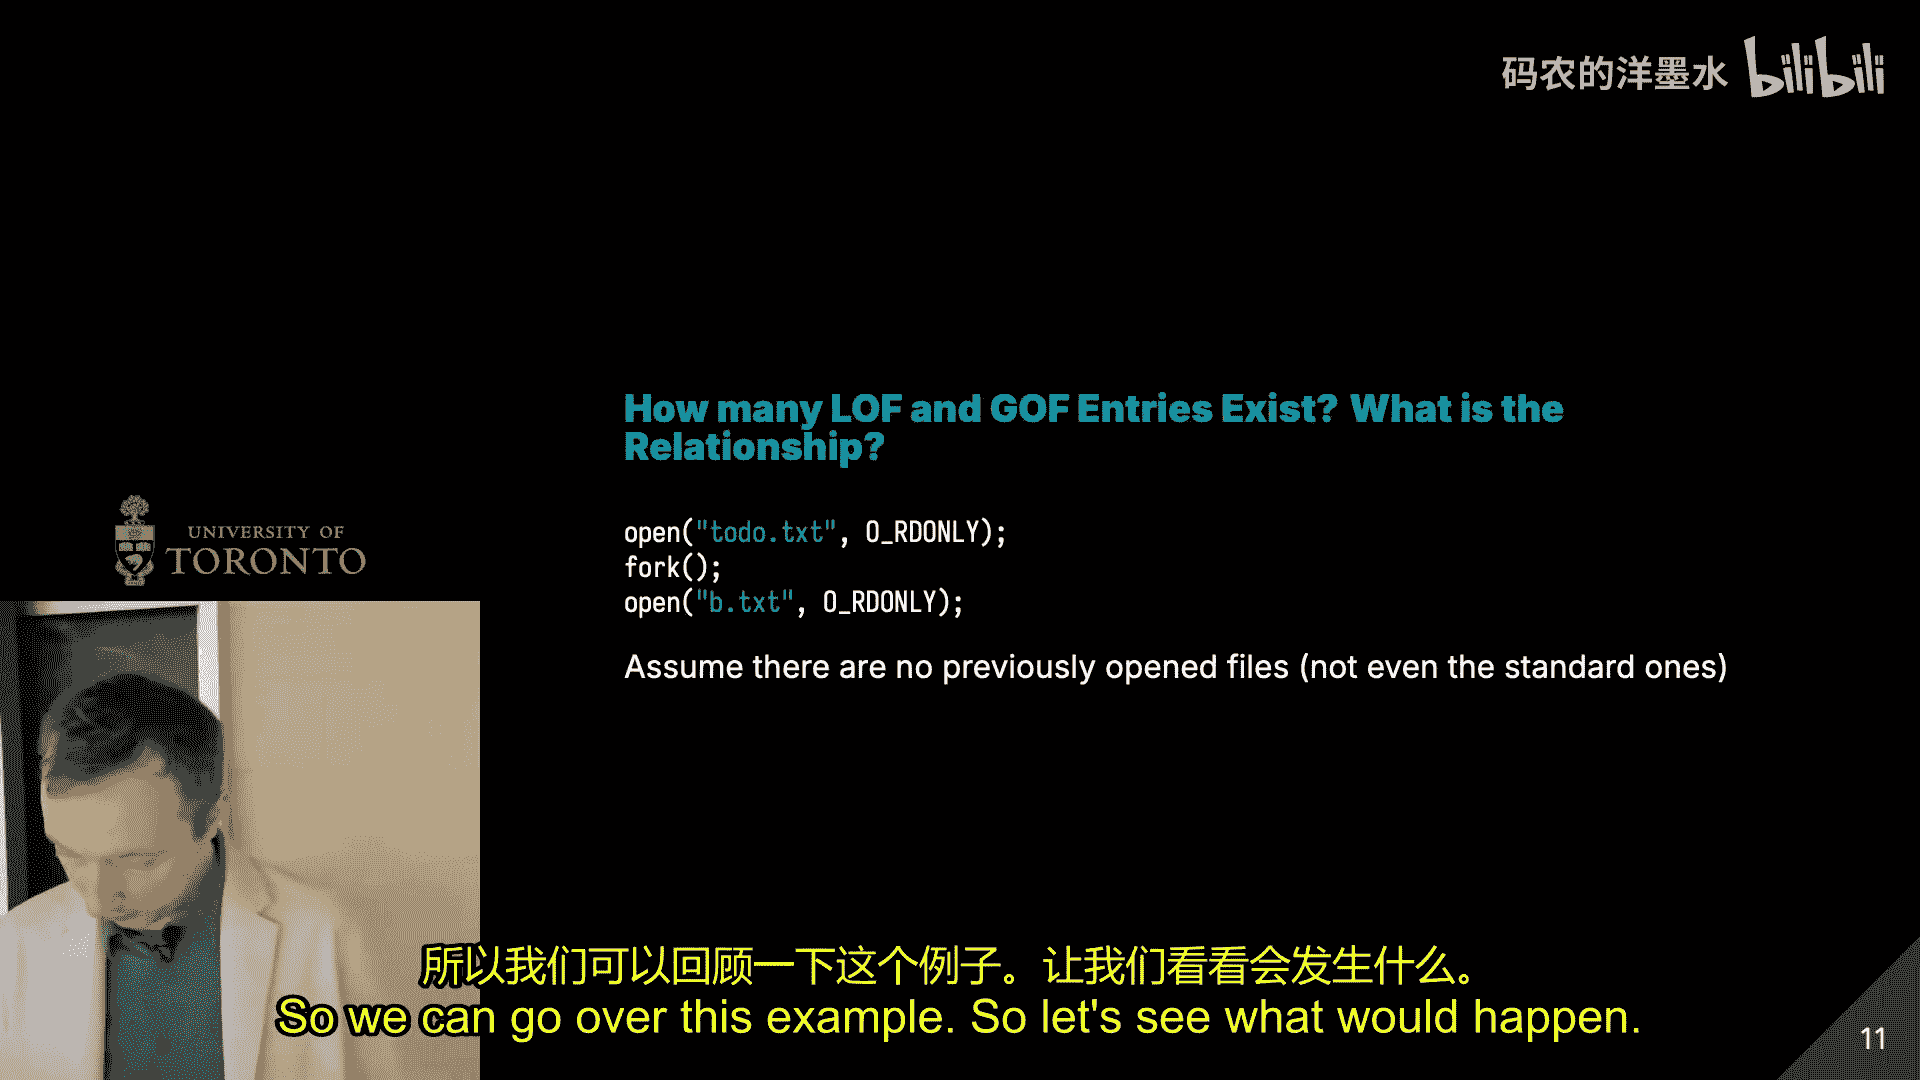 码农的洋墨水 bilibili
How many LOF and GOF Entries Exist? What is the
Relationship?
open("todo.txt", O_RDONLY);
fork();
open("b.txt", O_RDONLY);
Assume there are no previously opened files (not even the standard ones)
UNIVERSITY OF
TORONTO
所以我们可以回顾一下这个例子。让我们看看会发生什么。
So we can go over this example. So let's see what would happen.
11